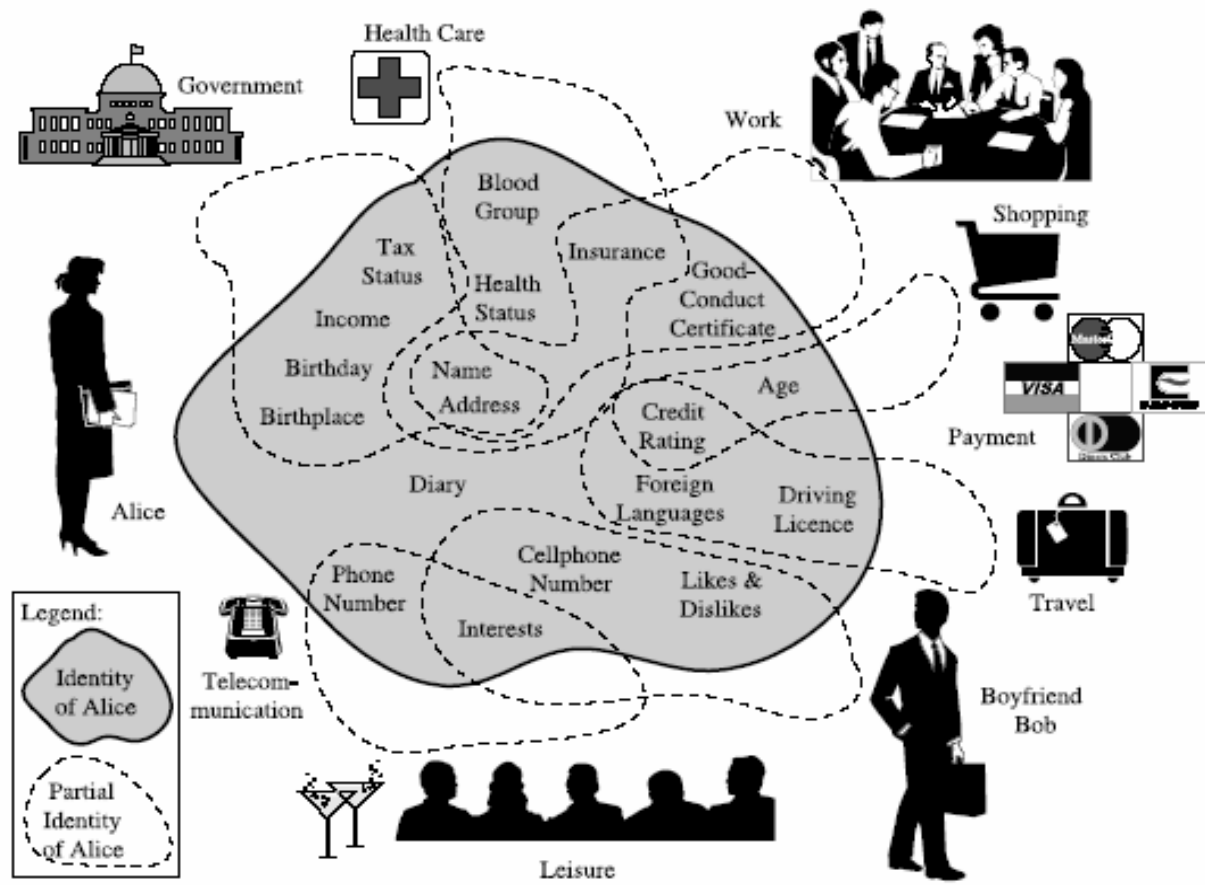 Health Care
Government
Work
Shopping
Blood
Group
Tax
Status
Insurance
Good-
Conduct
Certificate
Health
Status
Income
Birthday
Birthplace
Name
Address
Age
Credit
Rating
VISA
Payment
Alice
Diary
Foreign
Languages
Driving
Licence
Cellphone
Number
Phone
Number
Likes &
Dislikes
Interests
Travel
Telecom-
munication
Boyfriend
Bob
Leisure
Legend:
Identity
of Alice
Partial
Identity
of Alice